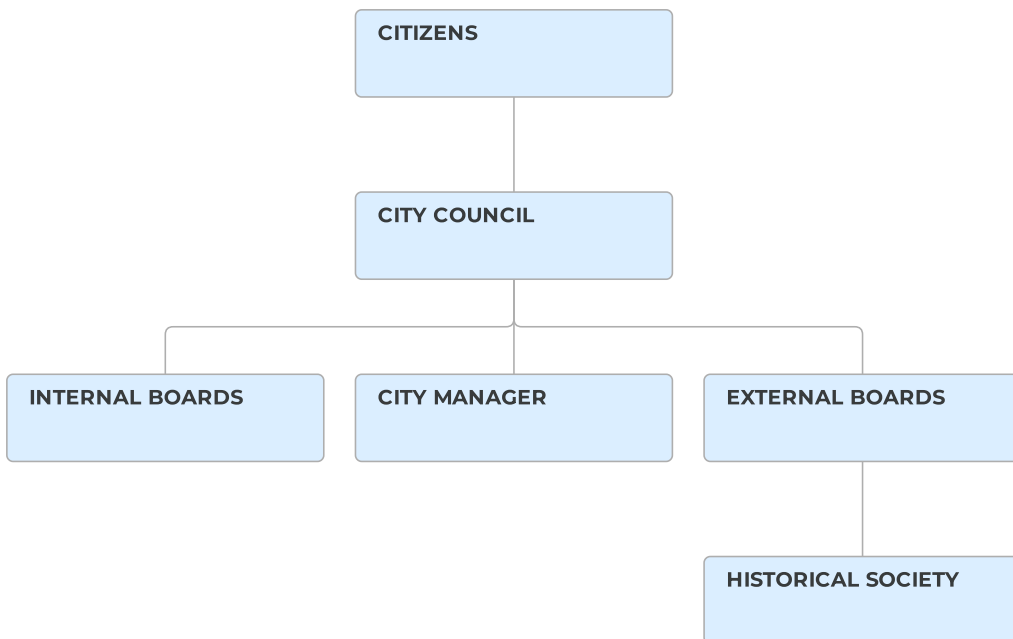 CITIZENS
CITY COUNCIL
INTERNAL BOARDS
CITY MANAGER
EXTERNAL BOARDS
HISTORICAL SOCIETY